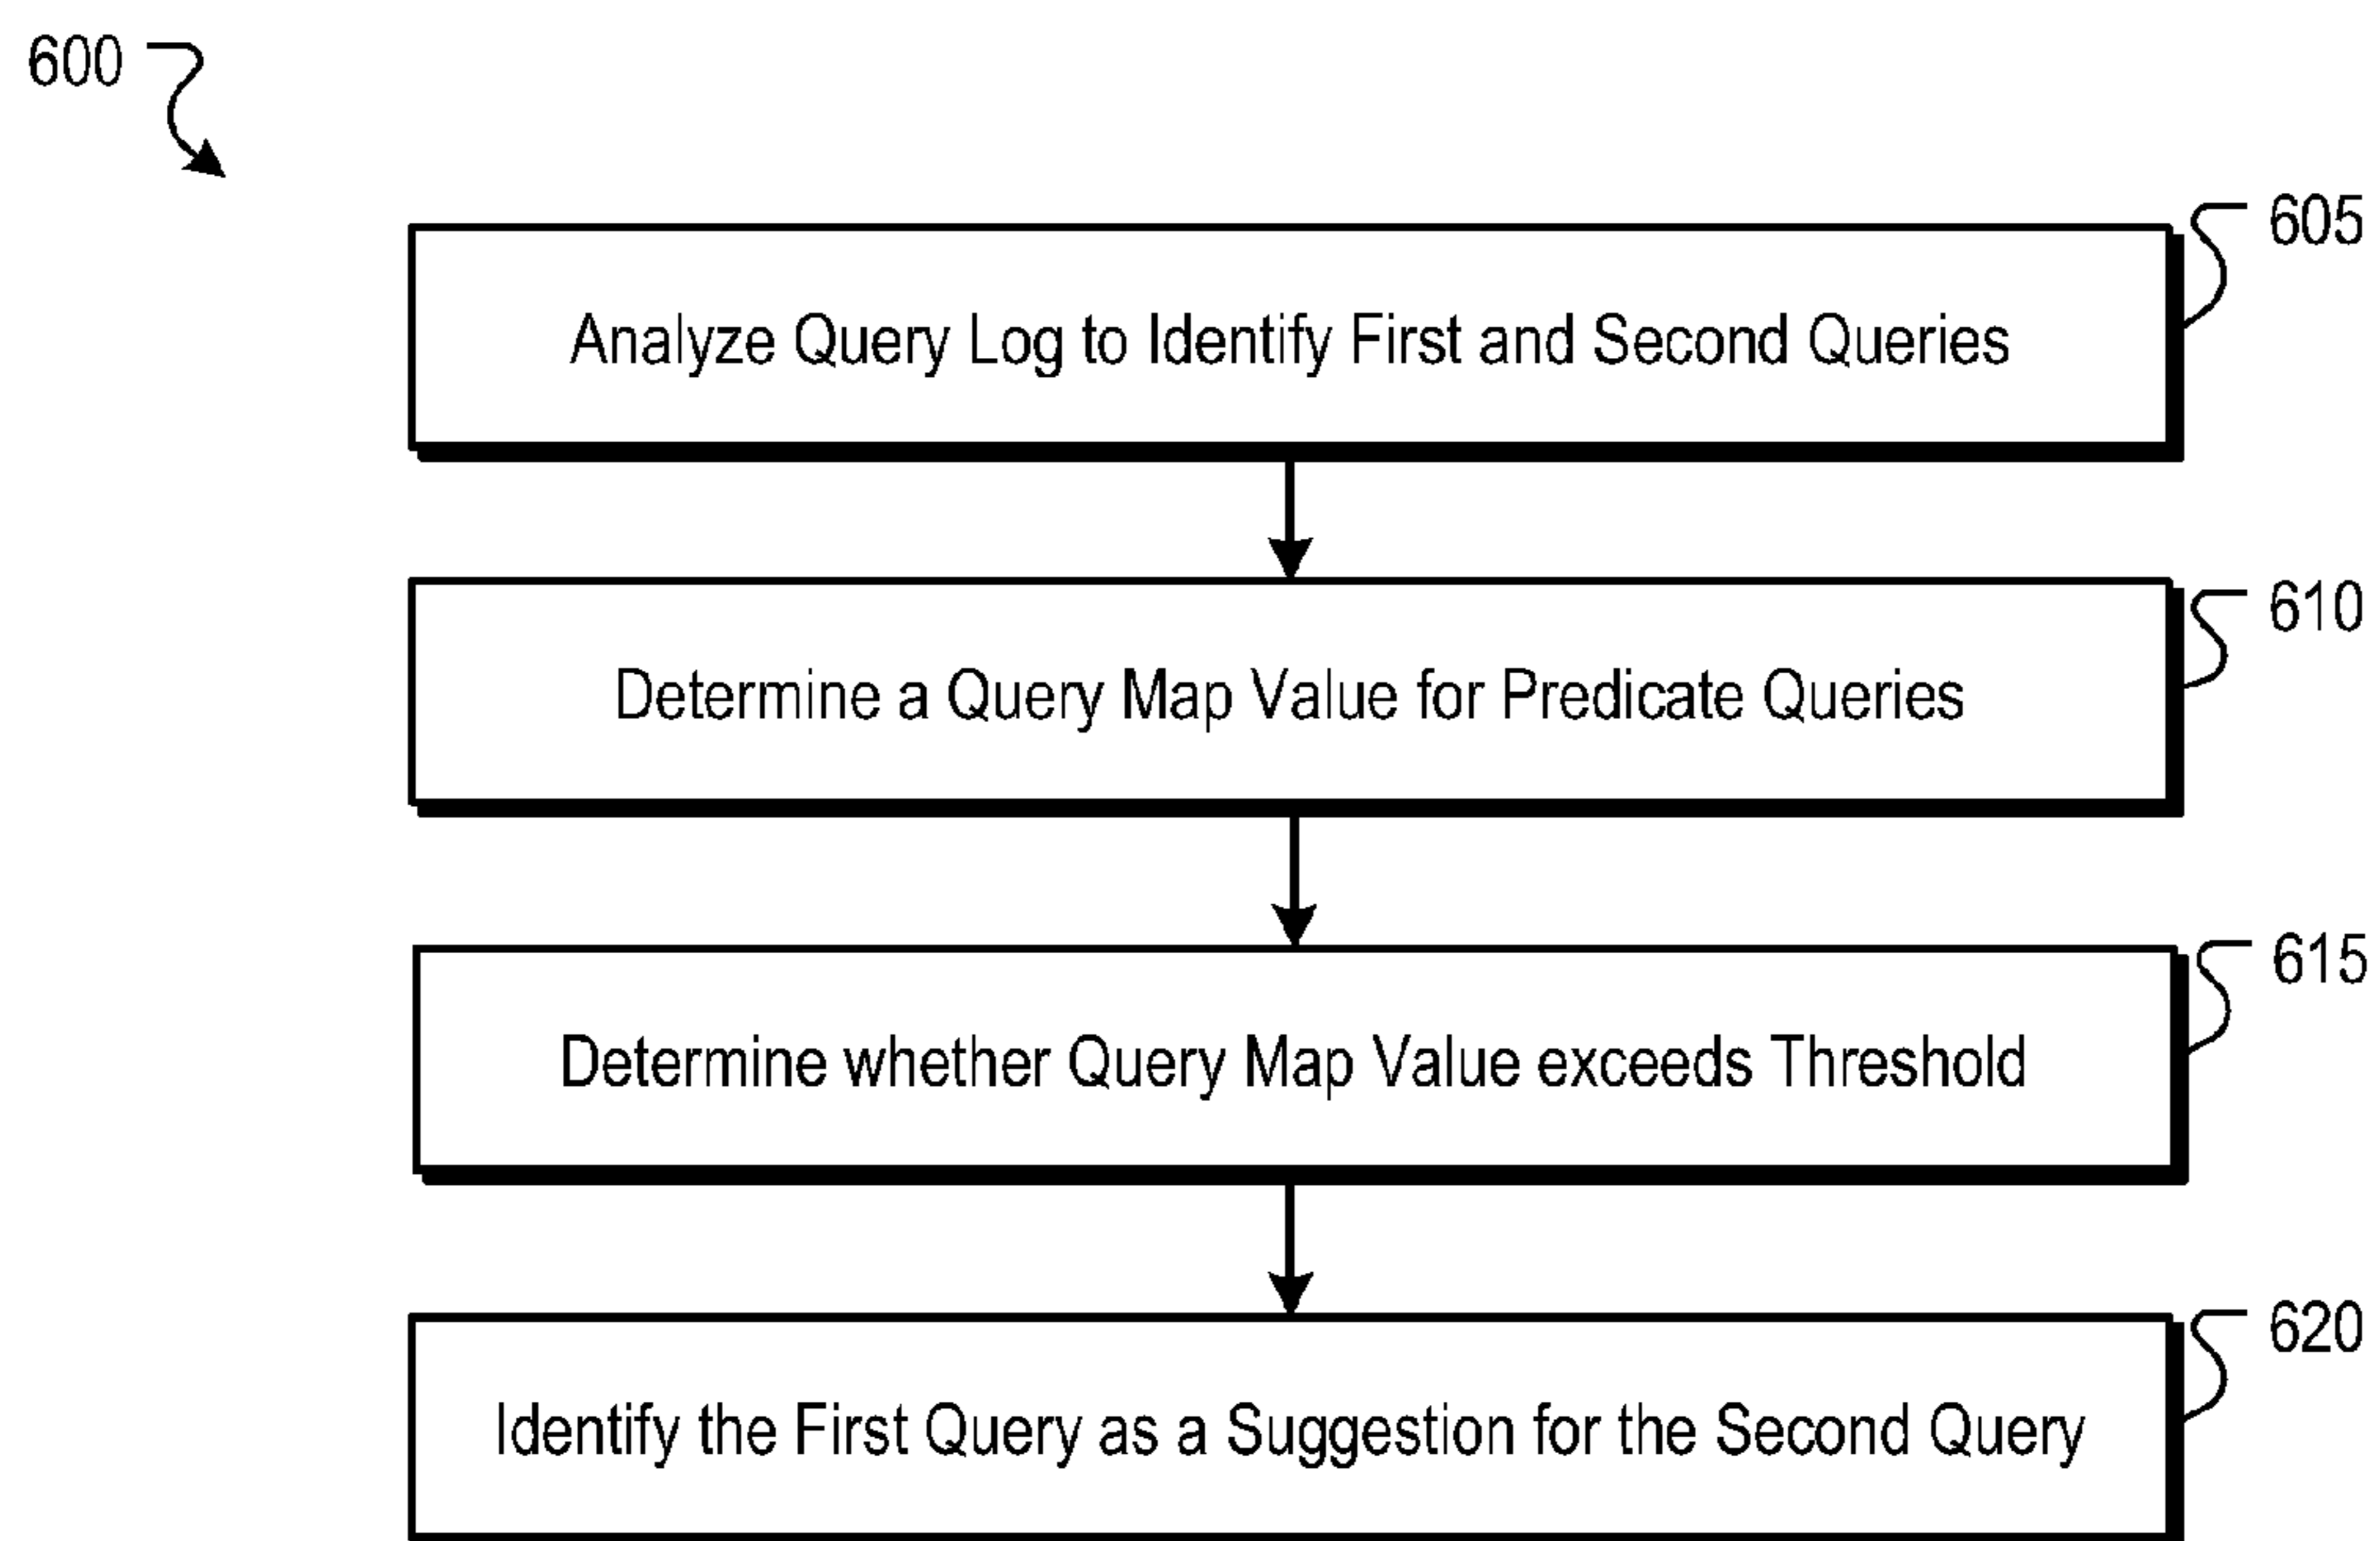 600
605
Analyze Query Log to Identify First and Second Queries
610
Determine a Query Map Value for Predicate Queries
615
Determine whether Query Map Value exceeds Threshold
620
Identify the First Query as a Suggestion for the Second Query